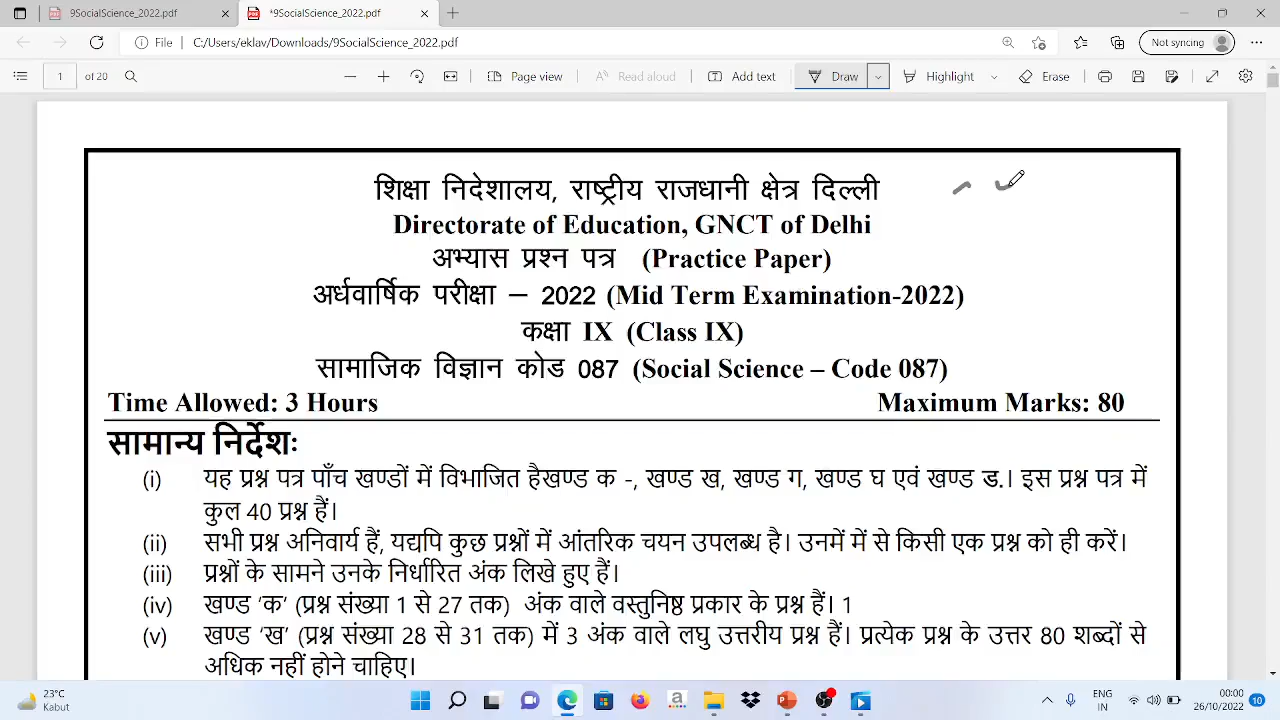 9SocialScience_2022.pdf
*9SocialScience_2022.pdf
File
C:/Users/eklav/Downloads/9SocialScience_2022.pdf
Not syncing
1 of 20
Page view
Read aloud
Add text
Draw
Highlight
Erase
शिक्षा निदेशालय, राष्ट्रीय राजधानी क्षेत्र दिल्ली
Directorate of Education, GNCT of Delhi
अभ्यास प्रश्न पत्र (Practice Paper)
अर्धवार्षिक परीक्षा – 2022 (Mid Term Examination-2022)
कक्षा IX (Class IX)
सामाजिक विज्ञान कोड 087 (Social Science – Code 087)
Time Allowed: 3 Hours Maximum Marks: 80
सामान्य निर्देशः
(i) यह प्रश्न पत्र पाँच खण्डों में विभाजित हैखण्ड क -, खण्ड ख, खण्ड ग, खण्ड घ एवं खण्ड ड.। इस प्रश्न पत्र में
कुल 40 प्रश्न हैं।
(ii) सभी प्रश्न अनिवार्य हैं, यद्यपि कुछ प्रश्नों में आंतरिक चयन उपलब्ध है। उनमें में से किसी एक प्रश्न को ही करें।
(iii) प्रश्नों के सामने उनके निर्धारित अंक लिखे हुए हैं।
(iv) खण्ड ‘क’ (प्रश्न संख्या 1 से 27 तक) अंक वाले वस्तुनिष्ठ प्रकार के प्रश्न हैं। 1
(v) खण्ड ‘ख’ (प्रश्न संख्या 28 से 31 तक) में 3 अंक वाले लघु उत्तरीय प्रश्न हैं। प्रत्येक प्रश्न के उत्तर 80 शब्दों से
अधिक नहीं होने चाहिए।
23°C
Kabut
ENG
IN
00:00
26/10/2022
10